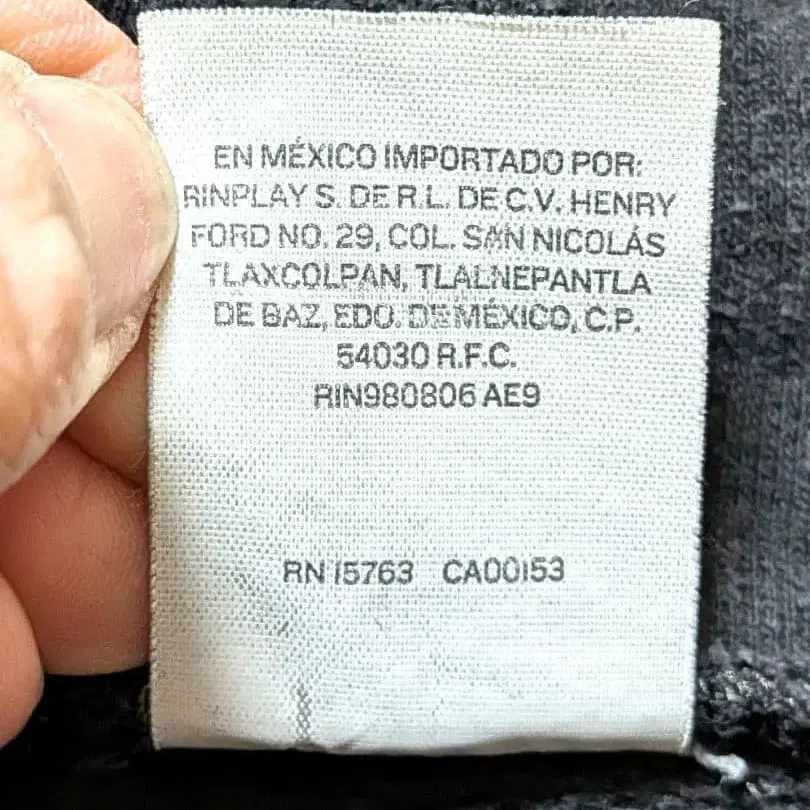 EN MÉXICO IMPORTADO POR:
RINPLAY S. DE R.L. DE C.V. HENRY
FORD NO. 29, COL. SAN NICOLÁS
TLAXCOLPAN, TLALNEPANTLA
DE BAZ, EDO. DE MÉXICO, C.P.
54030 R.F.C.
RIN980806 AE9
RN 15763 CA00153